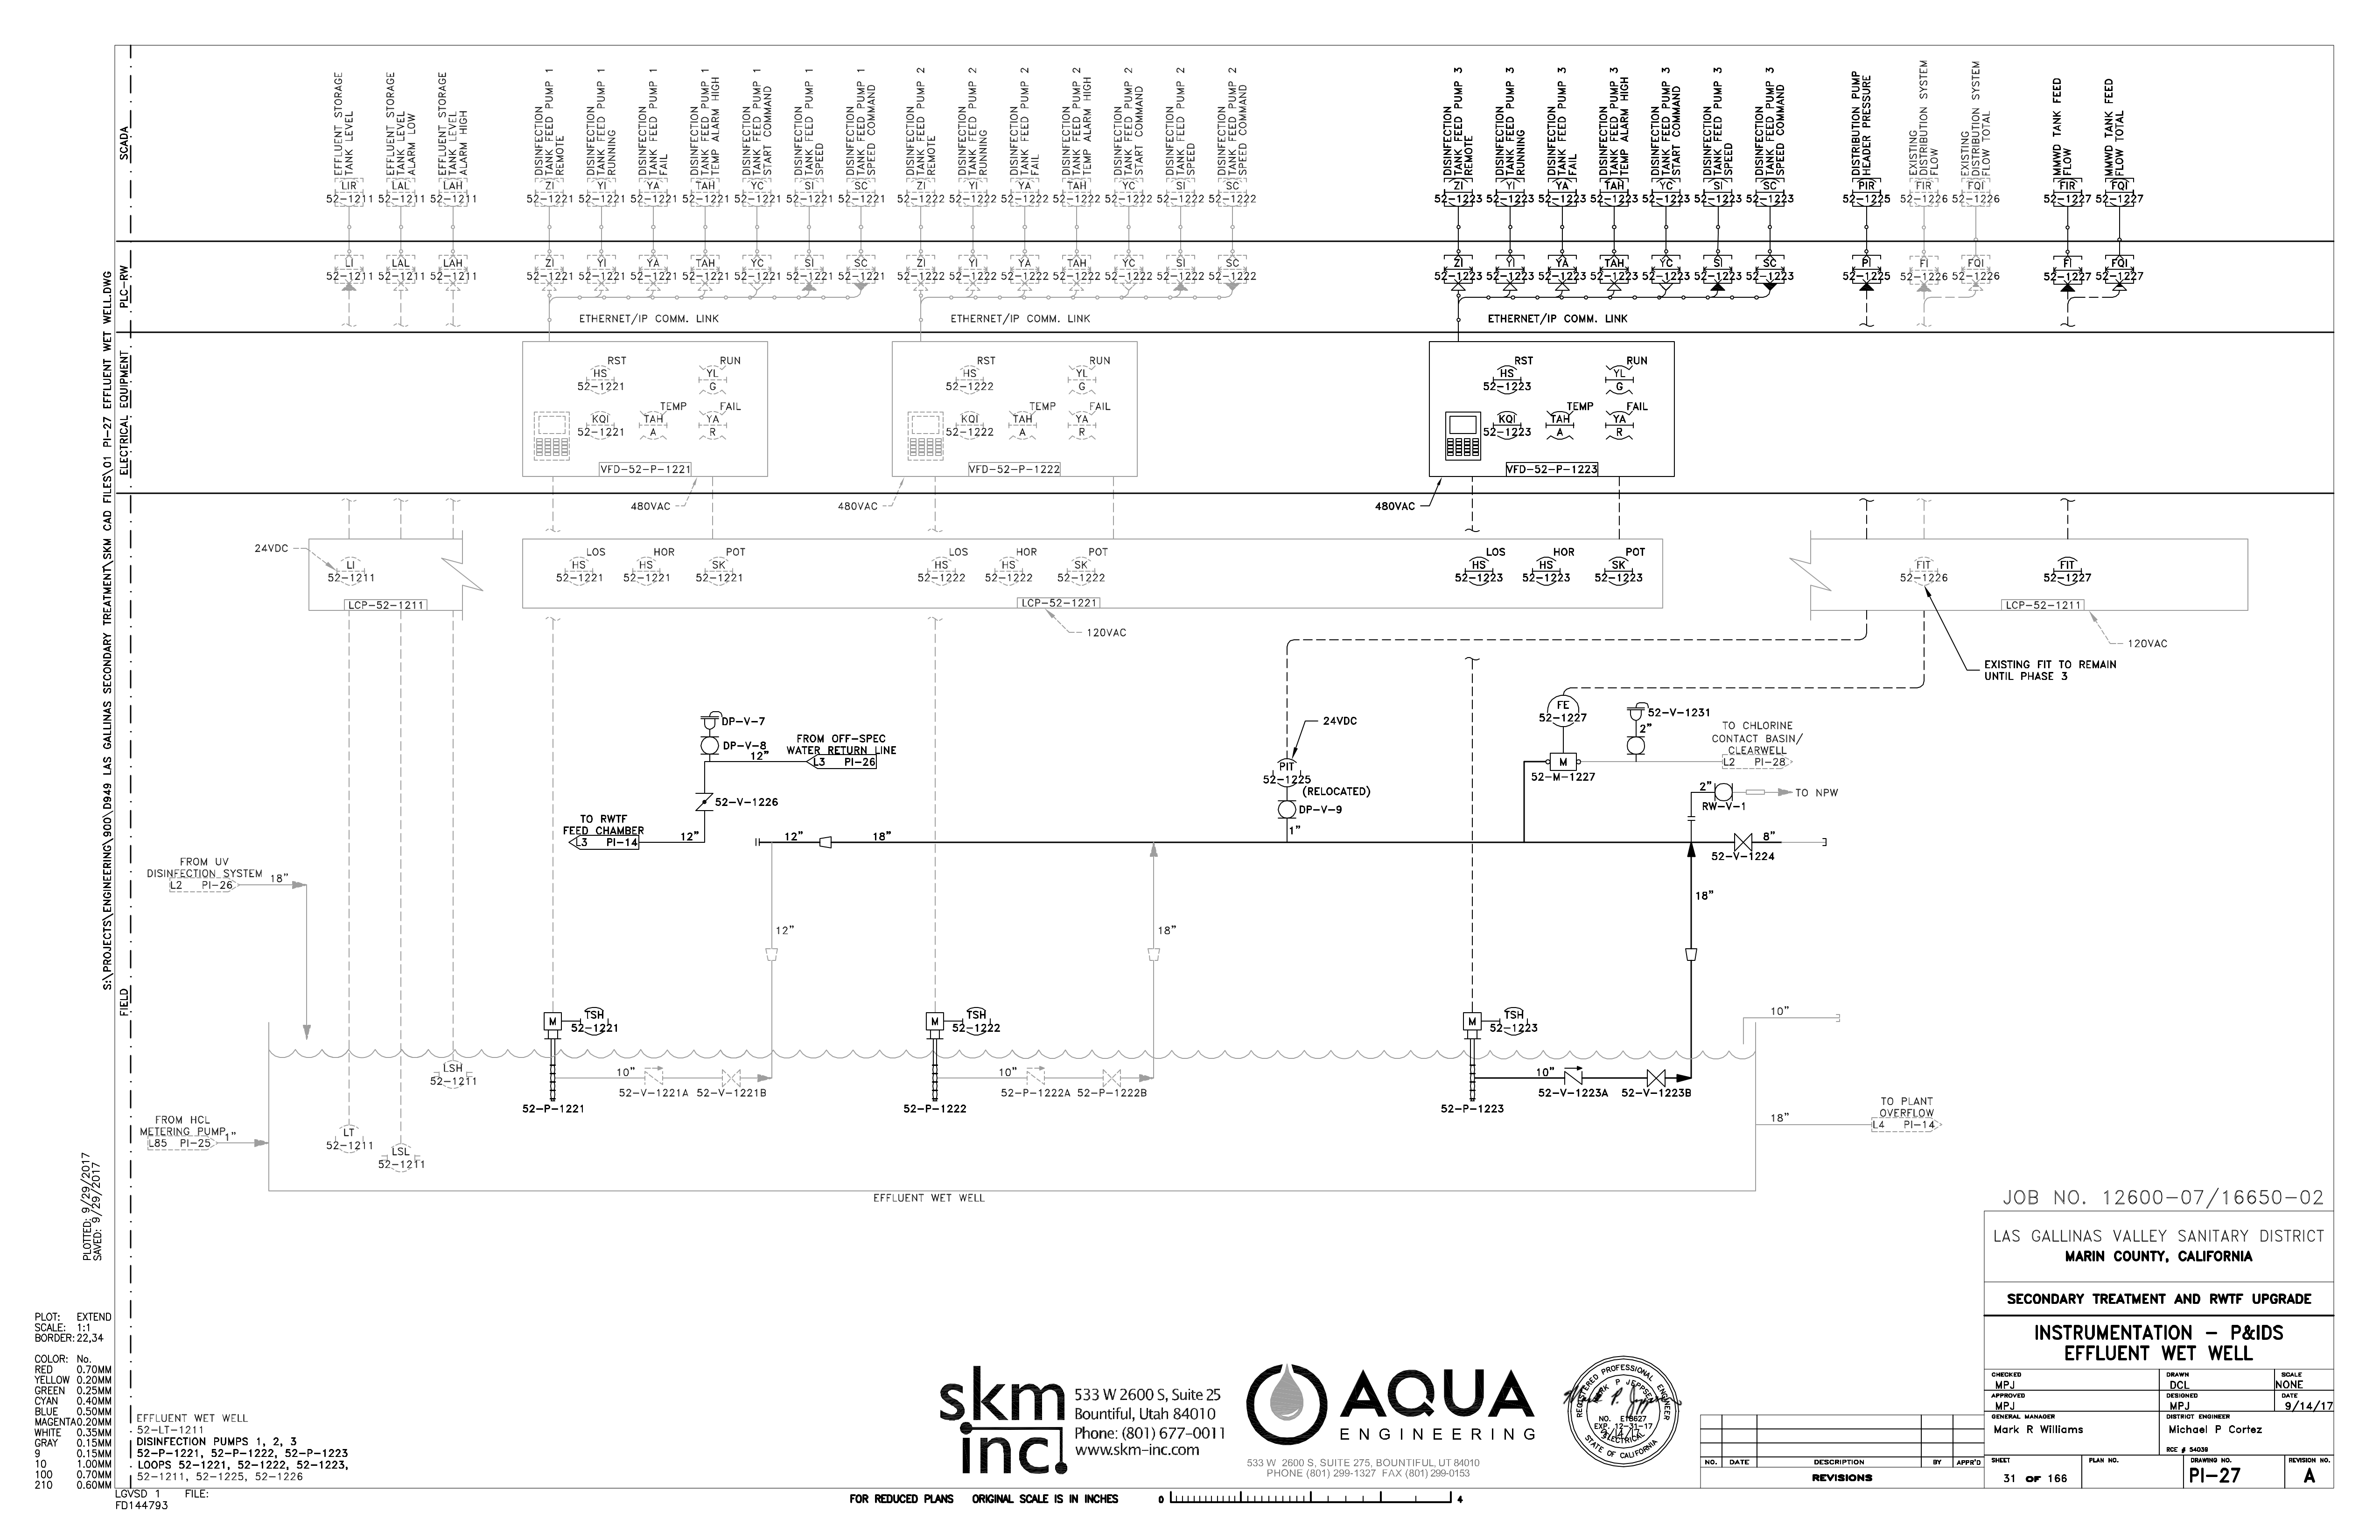 SCADA
PLC-RW
ELECTRICAL EQUIPMENT
FIELD
S:\PROJECTS\ENGINEERING\900\D949 LAS GALLINAS SECONDARY TREATMENT\SKM CAD FILES\01 PI-27 EFFLUENT WET WELL.DWG
PLOTTED: 9/29/2017
SAVED: 9/29/2017
EFFLUENT STORAGE
TANK LEVEL
EFFLUENT STORAGE
TANK LEVEL
ALARM LOW
EFFLUENT STORAGE
TANK LEVEL
ALARM HIGH
DISINFECTION
TANK FEED PUMP 1
REMOTE
DISINFECTION
TANK FEED PUMP 1
RUNNING
DISINFECTION
TANK FEED PUMP 1
FAIL
DISINFECTION
TANK FEED PUMP 1
TEMP ALARM HIGH
DISINFECTION
TANK FEED PUMP 1
START COMMAND
DISINFECTION
TANK FEED PUMP 1
SPEED
DISINFECTION
TANK FEED PUMP 1
SPEED COMMAND
DISINFECTION
TANK FEED PUMP 2
REMOTE
DISINFECTION
TANK FEED PUMP 2
RUNNING
DISINFECTION
TANK FEED PUMP 2
FAIL
DISINFECTION
TANK FEED PUMP 2
TEMP ALARM HIGH
DISINFECTION
TANK FEED PUMP 2
START COMMAND
DISINFECTION
TANK FEED PUMP 2
SPEED
DISINFECTION
TANK FEED PUMP 2
SPEED COMMAND
DISINFECTION
TANK FEED PUMP 3
REMOTE
DISINFECTION
TANK FEED PUMP 3
RUNNING
DISINFECTION
TANK FEED PUMP 3
FAIL
DISINFECTION
TANK FEED PUMP 3
TEMP ALARM HIGH
DISINFECTION
TANK FEED PUMP 3
START COMMAND
DISINFECTION
TANK FEED PUMP 3
SPEED
DISINFECTION
TANK FEED PUMP 3
SPEED COMMAND
DISTRIBUTION PUMP
HEADER PRESSURE
EXISTING
DISTRIBUTION SYSTEM
FLOW
EXISTING
DISTRIBUTION SYSTEM
FLOW TOTAL
MMWD TANK FEED
FLOW
MMWD TANK FEED
FLOW TOTAL
LIR LAL LAH ZI YI YA TAH YC SI SC ZI YI YA TAH YC SI SC ZI YI YA TAH YC SI SC PIR FIR FQI FIR FQI
52-1211 52-1211 52-1211 52-1221 52-1221 52-1221 52-1221 52-1221 52-1221 52-1221 52-1222 52-1222 52-1222 52-1222 52-1222 52-1222 52-1222 52-1223 52-1223 52-1223 52-1223 52-1223 52-1223 52-1223 52-1225 52-1226 52-1226 52-1227 52-1227
LI LAL LAH ZI YI YA TAH YC SI SC ZI YI YA TAH YC SI SC ZI YI YA TAH YC SI SC PI FI FQI FI FQI
52-1211 52-1211 52-1211 52-1221 52-1221 52-1221 52-1221 52-1221 52-1221 52-1221 52-1222 52-1222 52-1222 52-1222 52-1222 52-1222 52-1222 52-1223 52-1223 52-1223 52-1223 52-1223 52-1223 52-1223 52-1225 52-1226 52-1226 52-1227 52-1227
ETHERNET/IP COMM. LINK ETHERNET/IP COMM. LINK ETHERNET/IP COMM. LINK
RST RUN RST RUN RST RUN
HS YL HS YL HS YL
52-1221 G 52-1222 G 52-1223 G
TEMP FAIL TEMP FAIL TEMP FAIL
KQI TAH YA KQI TAH YA KQI TAH YA
52-1221 A R 52-1222 A R 52-1223 A R
VFD-52-P-1221 VFD-52-P-1222 VFD-52-P-1223
480VAC 480VAC 480VAC
24VDC
LI
52-1211
LCP-52-1211
LOS HOR POT LOS HOR POT LOS HOR POT
HS HS SK HS HS SK HS HS SK
52-1221 52-1221 52-1221 52-1222 52-1222 52-1222 52-1223 52-1223 52-1223
LCP-52-1221
120VAC
FIT FIT
52-1226 52-1227
LCP-52-1211
120VAC
EXISTING FIT TO REMAIN
UNTIL PHASE 3
DP-V-7
DP-V-8
12"
FROM OFF-SPEC
WATER RETURN LINE
L3 PI-26
52-V-1226
TO RWTF
FEED CHAMBER
L3 PI-14
12"
12" 18"
24VDC
PIT
52-1225
(RELOCATED)
DP-V-9
1"
FE
52-1227
M
52-M-1227
52-V-1231
2"
TO CHLORINE
CONTACT BASIN/
CLEARWELL
L2 PI-28
2"
RW-V-1
TO NPW
52-V-1224
8"
FROM UV
DISINFECTION SYSTEM
L2 PI-26
18"
12"
18"
18"
M TSH
52-1221
M TSH
52-1222
M TSH
52-1223
10"
LSH
52-1211
10"
52-V-1221A 52-V-1221B
52-P-1221
10"
52-P-1222A 52-P-1222B
52-P-1222
10"
52-V-1223A 52-V-1223B
52-P-1223
FROM HCL
METERING PUMP
L85 PI-25
1"
LT
52-1211
LSL
52-1211
18"
TO PLANT
OVERFLOW
L4 PI-14
EFFLUENT WET WELL
JOB NO. 12600-07/16650-02
LAS GALLINAS VALLEY SANITARY DISTRICT
MARIN COUNTY, CALIFORNIA
SECONDARY TREATMENT AND RWTF UPGRADE
INSTRUMENTATION - P&IDS
EFFLUENT WET WELL
CHECKED
MPJ
DRAWN
DCL
SCALE
NONE
APPROVED
MPJ
DESIGNED
MPJ
DATE
9/14/17
GENERAL MANAGER
Mark R Williams
DISTRICT ENGINEER
Michael P Cortez
RCE # 54039
SHEET
31 OF 166
PLAN NO.
DRAWING NO.
PI-27
REVISION NO.
A
NO. DATE DESCRIPTION BY APPR'D
REVISIONS
PLOT: EXTEND
SCALE: 1:1
BORDER: 22,34
COLOR: No.
RED 0.70MM
YELLOW 0.20MM
GREEN 0.25MM
CYAN 0.40MM
BLUE 0.50MM
MAGENTA 0.20MM
WHITE 0.35MM
GRAY 0.15MM
9 0.15MM
10 1.00MM
100 0.70MM
210 0.60MM
EFFLUENT WET WELL
52-LT-1211
DISINFECTION PUMPS 1, 2, 3
52-P-1221, 52-P-1222, 52-P-1223
LOOPS 52-1221, 52-1222, 52-1223,
52-1211, 52-1225, 52-1226
LGVSD 1 FILE:
FD144793
skm
inc.
533 W 2600 S, Suite 25
Bountiful, Utah 84010
Phone: (801) 677-0011
www.skm-inc.com
AQUA
ENGINEERING
533 W 2600 S, SUITE 275, BOUNTIFUL, UT 84010
PHONE (801) 299-1327 FAX (801) 299-0153
REGISTERED PROFESSIONAL ENGINEER
MARK P JEPPSEN
NO. E18627
EXP. 12-31-17
9/14/17
ELECTRICAL
STATE OF CALIFORNIA
FOR REDUCED PLANS ORIGINAL SCALE IS IN INCHES 0 4